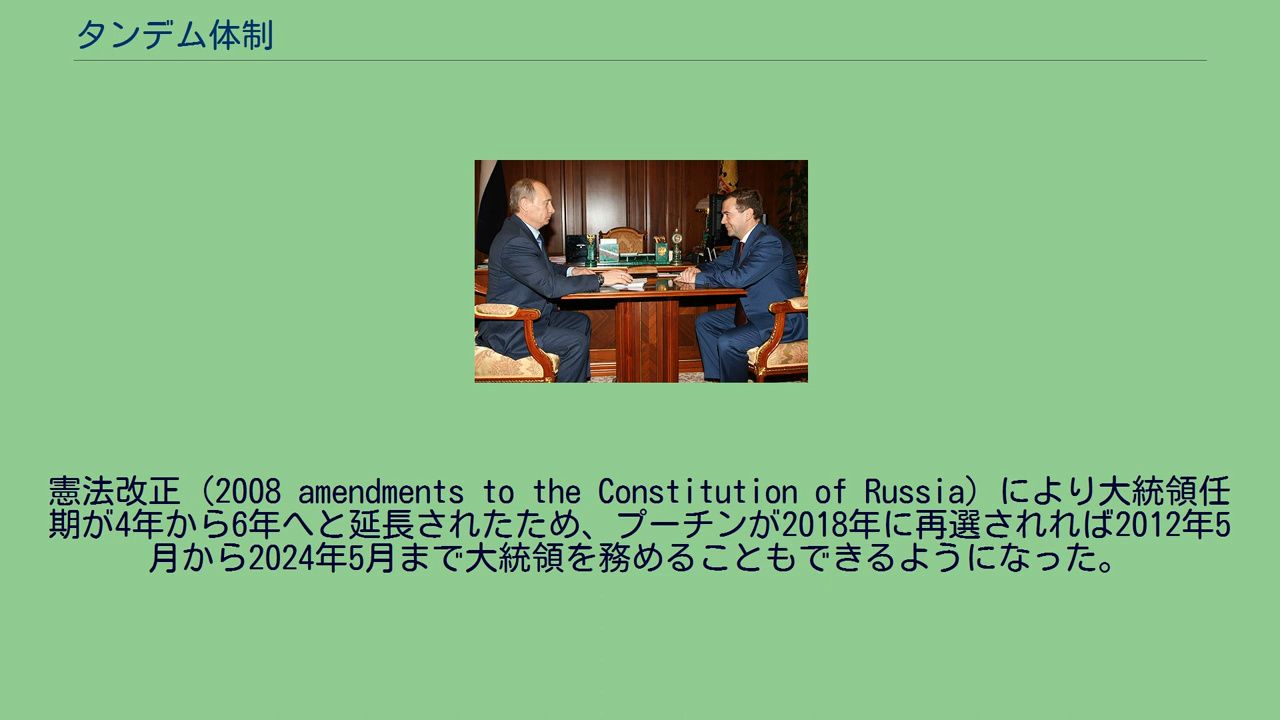 タンデム体制
憲法改正（2008 amendments to the Constitution of Russia）により大統領任
期が4年から6年へと延長されたため、プーチンが2018年に再選されれば2012年5
月から2024年5月まで大統領を務めることもできるようになった。